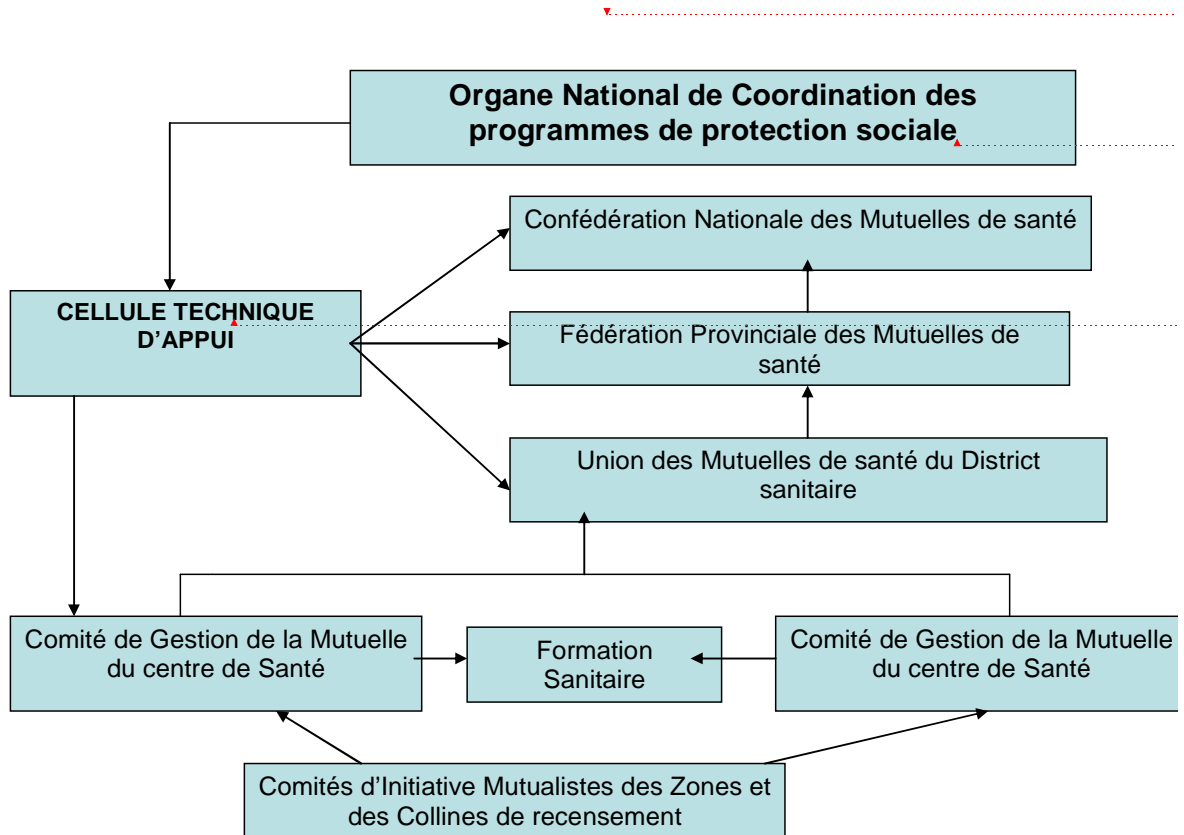 Organe National de Coordination des
programmes de protection sociale
Confédération Nationale des Mutuelles de santé
CELLULE TECHNIQUE
D’APPUI
Fédération Provinciale des Mutuelles de
santé
Union des Mutuelles de santé du District
sanitaire
Comité de Gestion de la Mutuelle
du centre de Santé
Formation
Sanitaire
Comité de Gestion de la Mutuelle
du centre de Santé
Comités d’Initiative Mutualistes des Zones et
des Collines de recensement